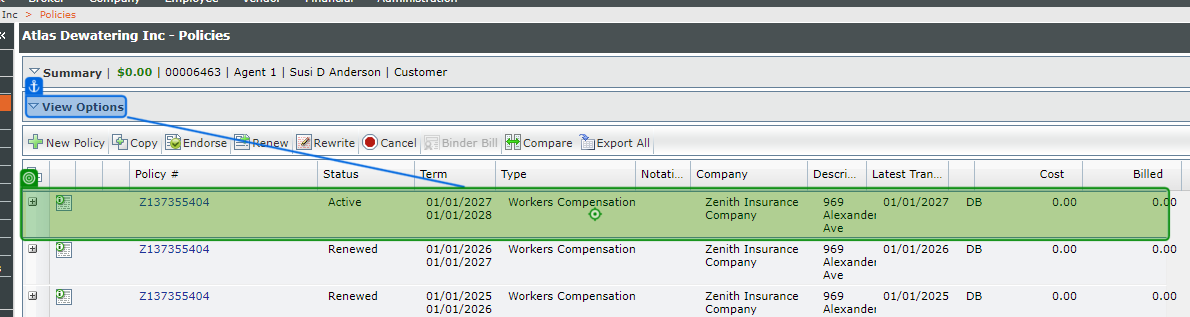 Broker Company Employee Vendor Financial Administration
Inc > Policies
Atlas Dewatering Inc - Policies
Summary | $0.00 | 00006463 | Agent 1 | Susi D Anderson | Customer
View Options
New Policy Copy Endorse Renew Rewrite Cancel Binder Bill Compare Export All
Policy # Status Term Type Notati... Company Descri... Latest Tran... Cost Billed
Z137355404 Active 01/01/2027 Workers Compensation Zenith Insurance 969 01/01/2027 DB 0.00 0.00
01/01/2028 Company Alexander
Ave
Z137355404 Renewed 01/01/2026 Workers Compensation Zenith Insurance 969 01/01/2026 DB 0.00 0.00
01/01/2027 Company Alexander
Ave
Z137355404 Renewed 01/01/2025 Workers Compensation Zenith Insurance 969 01/01/2025 DB 0.00 0.00
01/01/2026 Company Alexander